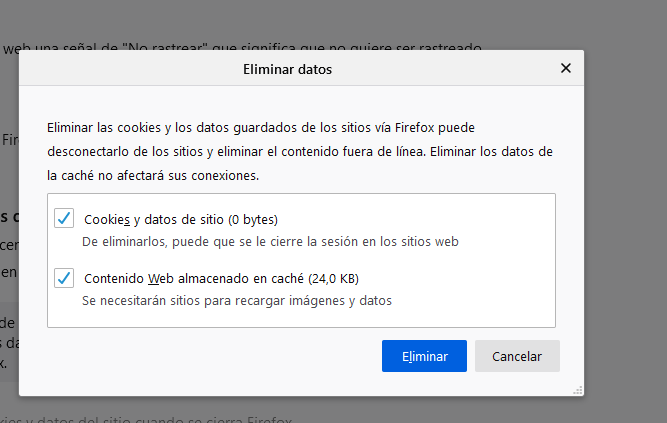 web una señal de "No rastrear" que significa que no quiere ser rastreado
Eliminar datos
Eliminar las cookies y los datos guardados de los sitios vía Firefox puede
desconectarlo de los sitios y eliminar el contenido fuera de línea. Eliminar los datos de
la caché no afectará sus conexiones.
Cookies y datos de sitio (0 bytes)
De eliminarlos, puede que se le cierre la sesión en los sitios web
Contenido Web almacenado en caché (24,0 KB)
Se necesitarán sitios para recargar imágenes y datos
de
Eliminar
Cancelar
y datos del sitio cuando se cierra Firefox